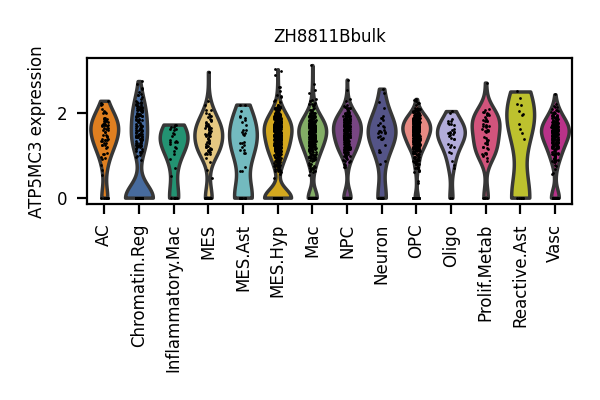 ZH8811Bbulk
ATP5MC3 expression
2
0
AC
Chromatin.Reg
Inflammatory.Mac
MES
MES.Ast
MES.Hyp
Mac
NPC
Neuron
OPC
Oligo
Prolif.Metab
Reactive.Ast
Vasc